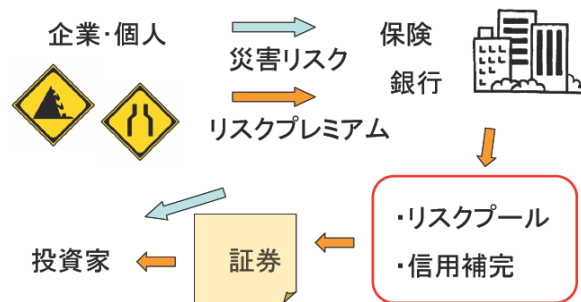 企業・個人
災害リスク
保険
銀行
リスクプレミアム
・リスクプール
・信用補完
証券
投資家